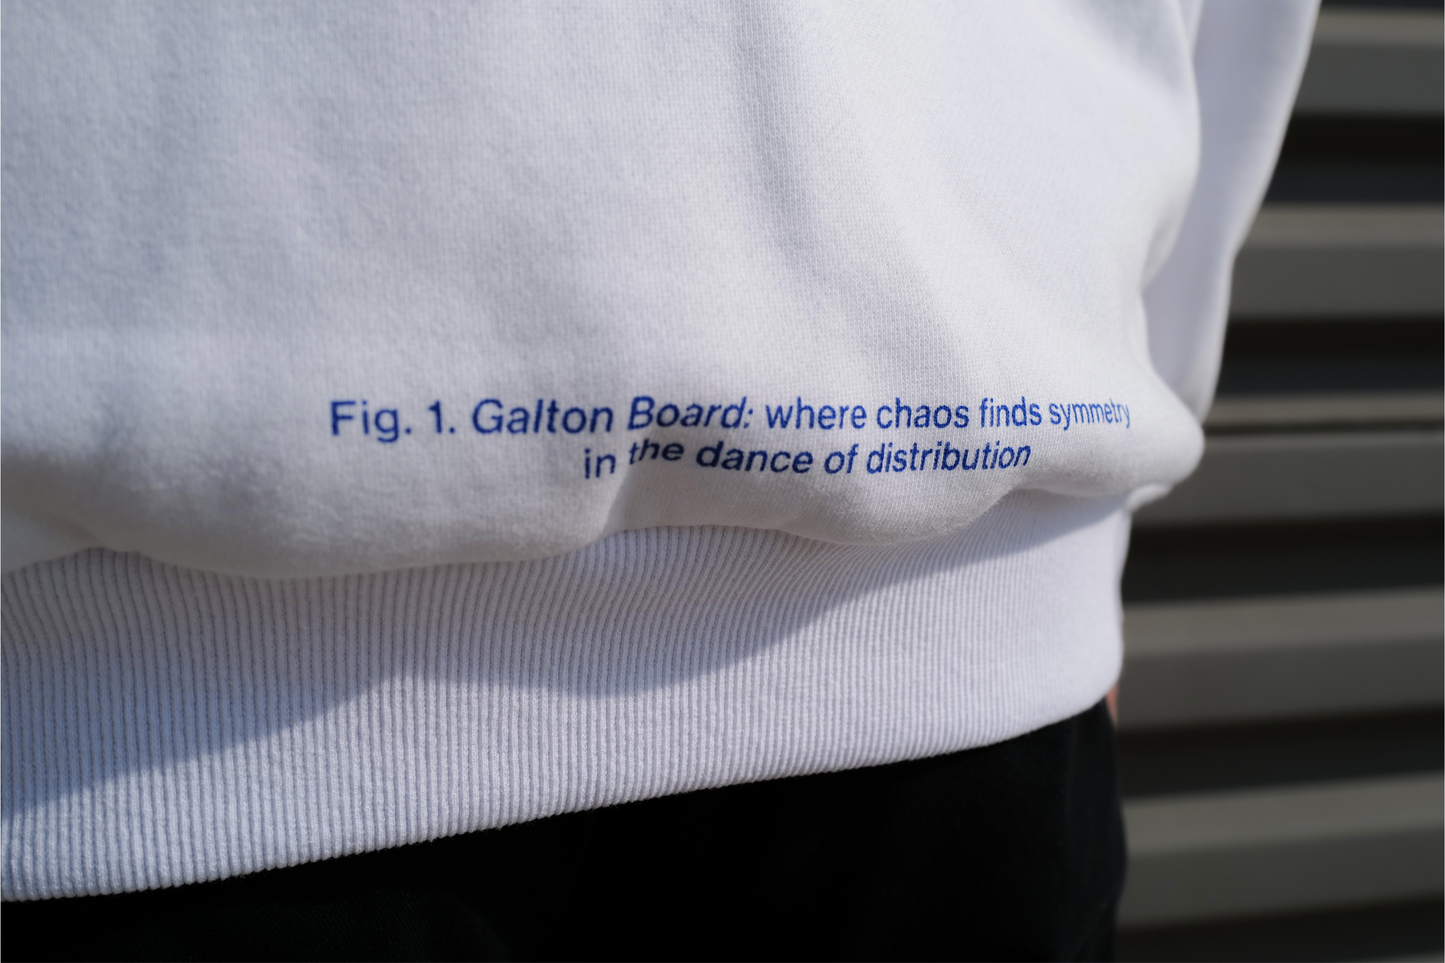 Fig. 1. Galton Board: where chaos finds symmetry
in the dance of distribution